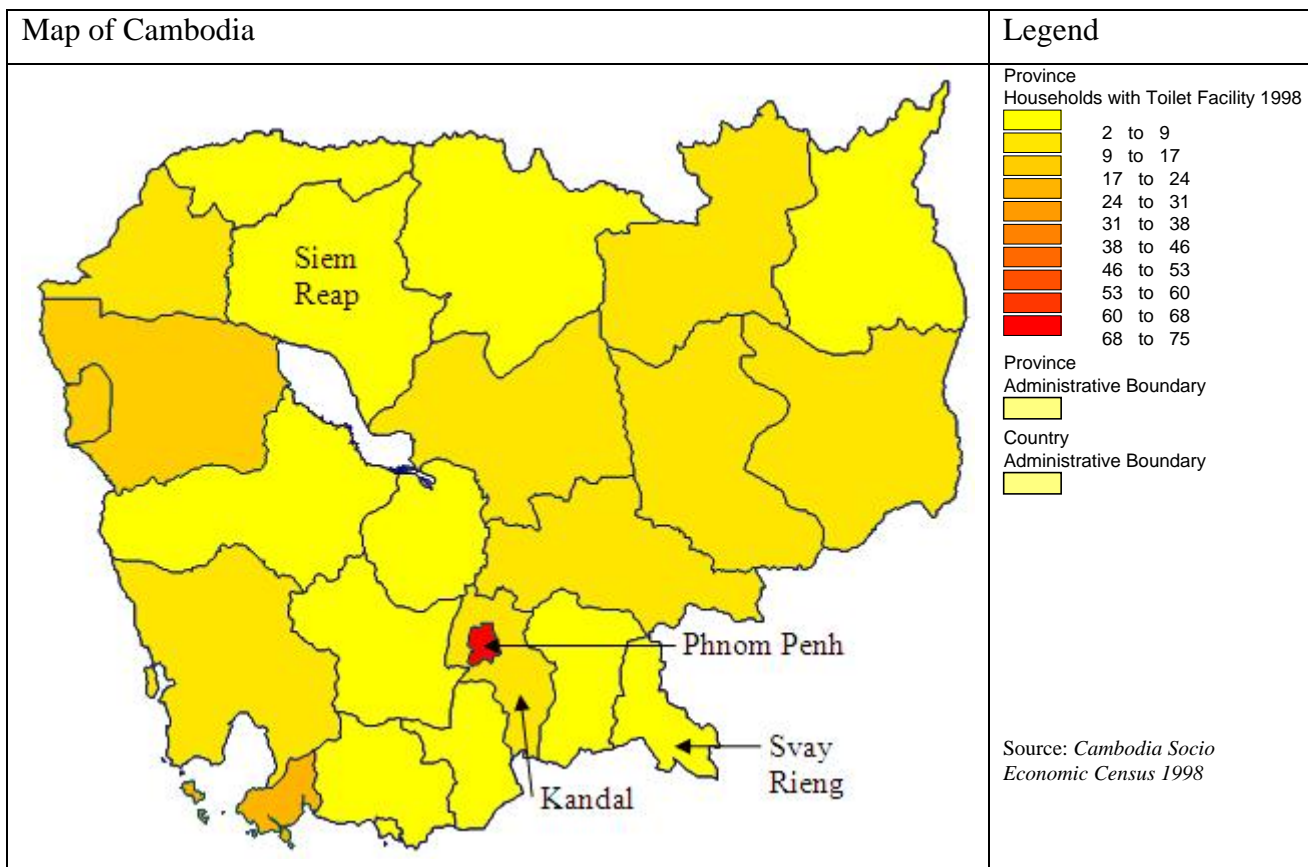 Map of Cambodia
Legend
Siem
Reap
Phnom Penh
Svay
Rieng
Kandal
Province
Households with Toilet Facility 1998
2 to 9
9 to 17
17 to 24
24 to 31
31 to 38
38 to 46
46 to 53
53 to 60
60 to 68
68 to 75
Province
Administrative Boundary
Country
Administrative Boundary
Source: Cambodia Socio
Economic Census 1998